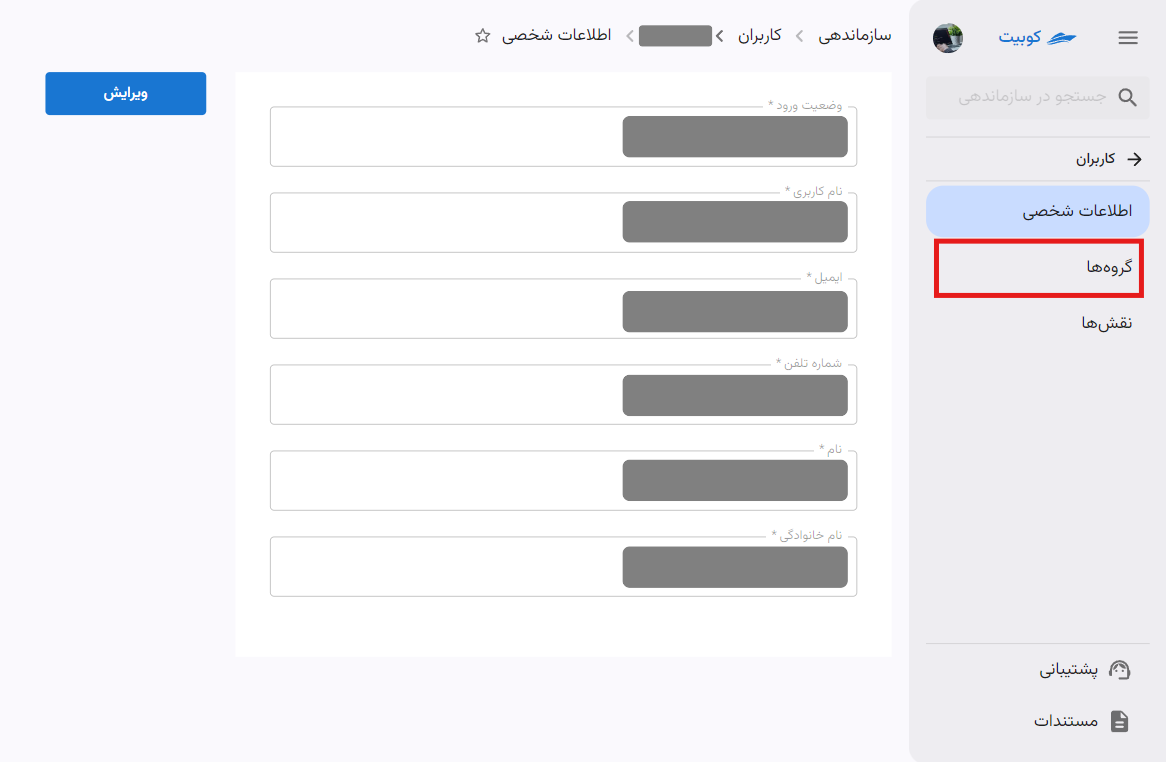 کوبیت
جستجو در سازماندهی
کاربران
اطلاعات شخصی
گروه‌ها
نقش‌ها
پشتیبانی
مستندات
سازماندهی
کاربران
اطلاعات شخصی
وضعیت ورود *
نام کاربری *
ایمیل *
شماره تلفن *
نام *
نام خانوادگی *
ویرایش